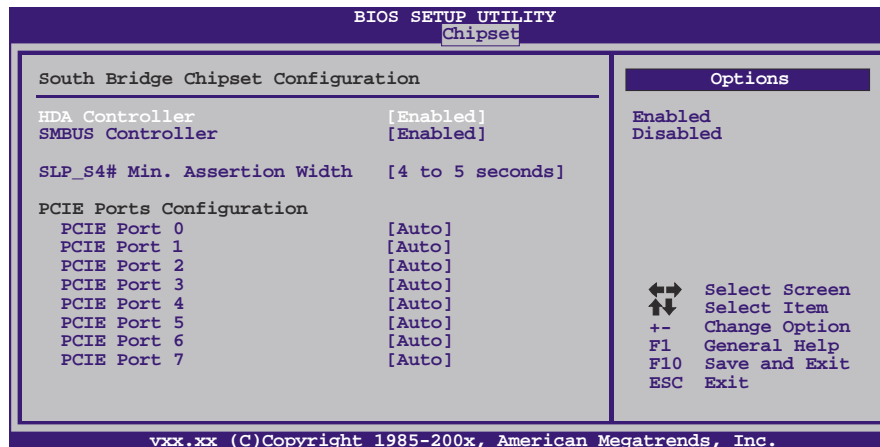 BIOS SETUP UTILITY
Chipset
South Bridge Chipset Configuration
HDA Controller [Enabled]
SMBUS Controller [Enabled]
SLP_S4# Min. Assertion Width [4 to 5 seconds]
PCIE Ports Configuration
PCIE Port 0 [Auto]
PCIE Port 1 [Auto]
PCIE Port 2 [Auto]
PCIE Port 3 [Auto]
PCIE Port 4 [Auto]
PCIE Port 5 [Auto]
PCIE Port 6 [Auto]
PCIE Port 7 [Auto]
Options
Enabled
Disabled
Select Screen
Select Item
+- Change Option
F1 General Help
F10 Save and Exit
ESC Exit
vxx.xx (C)Copyright 1985-200x, American Megatrends, Inc.